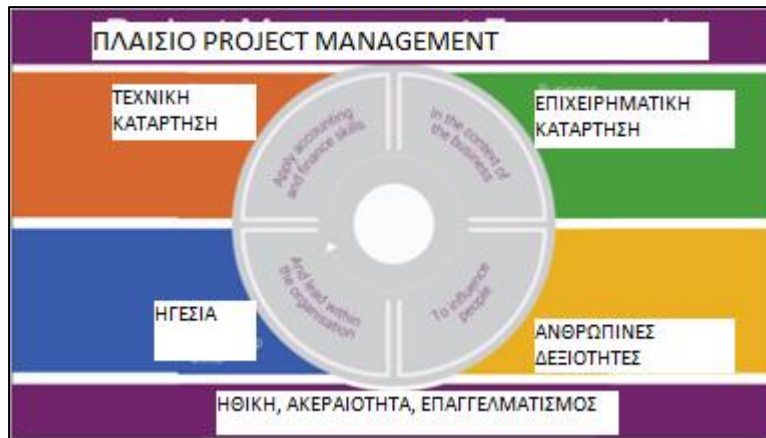 ΠΛΑΙΣΙΟ PROJECT MANAGEMENT
ΤΕΧΝΙΚΗ
ΚΑΤΑΡΤΗΣΗ
ΕΠΙΧΕΙΡΗΜΑΤΙΚΗ
ΚΑΤΑΡΤΗΣΗ
Apply accounting
and finance skills
In the context of
the business
And lead within
the organisation
To influence
people
ΗΓΕΣΙΑ
ΑΝΘΡΩΠΙΝΕΣ
ΔΕΞΙΟΤΗΤΕΣ
ΗΘΙΚΗ, ΑΚΕΡΑΙΟΤΗΤΑ, ΕΠΑΓΓΕΛΜΑΤΙΣΜΟΣ